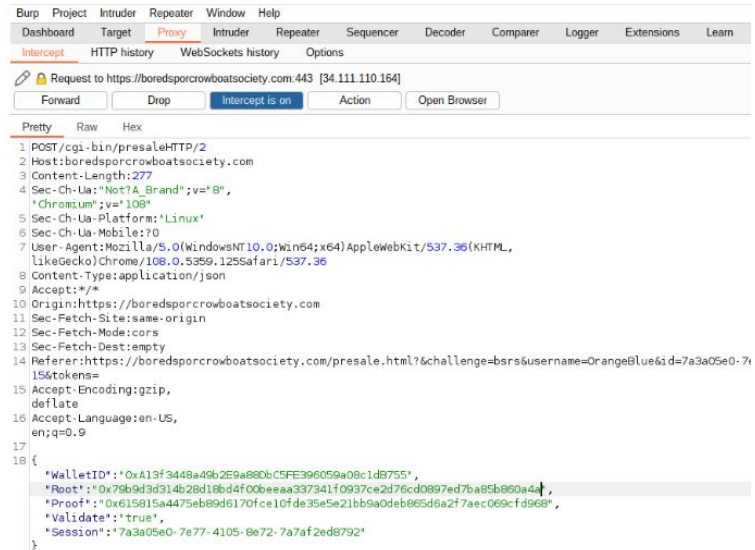 Burp Project Intruder Repeater Window Help
Dashboard Target Proxy Intruder Repeater Sequencer Decoder Comparer Logger Extensions Learn
Intercept HTTP history WebSockets history Options
Request to https://boredsporcrowboatsociety.com:443 [34.111.110.164]
Forward Drop Intercept is on Action Open Browser
Pretty Raw Hex
1 POST/cgi-bin/presaleHTTP/2
2 Host:boredsporcrowboatsociety.com
3 Content-Length:277
4 Sec-Ch-Ua:"Not?A_Brand";v="8",
"Chromium";v="108"
5 Sec-Ch-Ua-Platform:"Linux"
6 Sec-Ch-Ua-Mobile:?0
7 User-Agent:Mozilla/5.0(WindowsNT10.0;Win64;x64)AppleWebKit/537.36(KHTML,
likeGecko)Chrome/108.0.5359.125Safari/537.36
8 Content-Type:application/json
9 Accept:*/*
10 Origin:https://boredsporcrowboatsociety.com
11 Sec-Fetch-Site:same-origin
12 Sec-Fetch-Mode:cors
13 Sec-Fetch-Dest:empty
14 Referer:https://boredsporcrowboatsociety.com/presale.html?&challenge=bsrs&username=OrangeBlue&id=7a3a05e0-7e
15&tokens=
15 Accept-Encoding:gzip,
deflate
16 Accept-Language:en-US,
en;q=0.9
17
18 {
"WalletID":"0xA13f3448a49b2E9a88DbC5FE396059a08c1dB755",
"Root":"0x79b9d3d314b28d18bd4f00beeaa337341f0937ce2d76cd0897ed7ba85b860a4a",
"Proof":"0x615815a4475eb89d6170fce10fde35e5e21bb9a0deb865d6a2f7aec069cfd968",
"Validate":"true",
"Session":"7a3a05e0-7e77-4105-8e72-7a7af2ed8792"
}